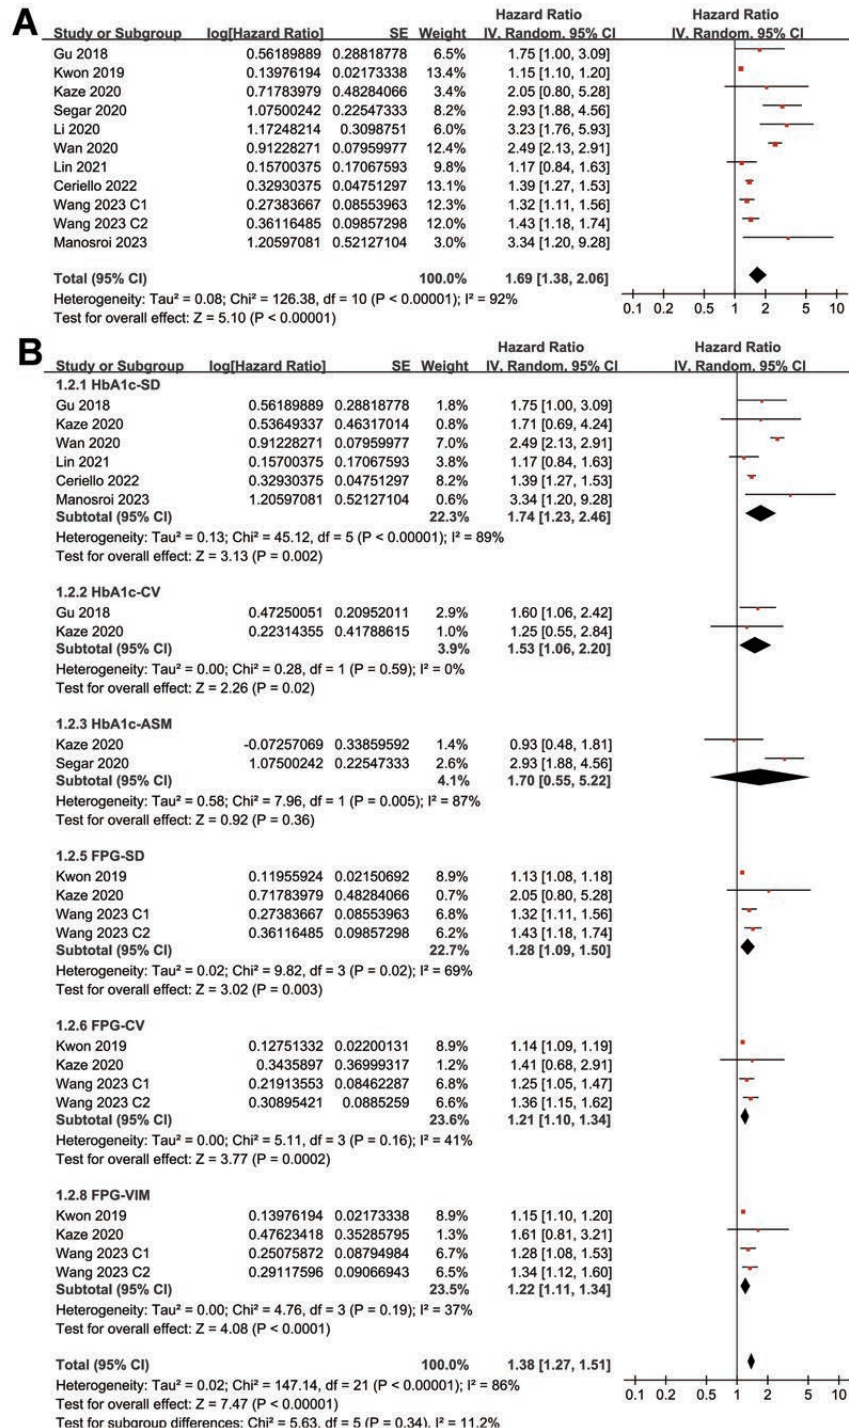 A
Hazard Ratio Hazard Ratio
Study or Subgroup log[Hazard Ratio] SE Weight IV. Random. 95% CI IV. Random. 95% CI
Gu 2018 0.56189889 0.28818778 6.5% 1.75 [1.00, 3.09]
Kwon 2019 0.13976194 0.02173338 13.4% 1.15 [1.10, 1.20]
Kaze 2020 0.71783979 0.48284066 3.4% 2.05 [0.80, 5.28]
Segar 2020 1.07500242 0.22547333 8.2% 2.93 [1.88, 4.56]
Li 2020 1.17248214 0.3098751 6.0% 3.23 [1.76, 5.93]
Wan 2020 0.91228271 0.07959977 12.4% 2.49 [2.13, 2.91]
Lin 2021 0.15700375 0.17067593 9.8% 1.17 [0.84, 1.63]
Ceriello 2022 0.32930375 0.04751297 13.1% 1.39 [1.27, 1.53]
Wang 2023 C1 0.27383667 0.08553963 12.3% 1.32 [1.11, 1.56]
Wang 2023 C2 0.36116485 0.09857298 12.0% 1.43 [1.18, 1.74]
Manosroi 2023 1.20597081 0.52127104 3.0% 3.34 [1.20, 9.28]
Total (95% CI) 100.0% 1.69 [1.38, 2.06]
Heterogeneity: Tau² = 0.08; Chi² = 126.38, df = 10 (P < 0.00001); I² = 92%
Test for overall effect: Z = 5.10 (P < 0.00001)
0.1 0.2 0.5 1 2 5 10
B
Hazard Ratio Hazard Ratio
Study or Subgroup log[Hazard Ratio] SE Weight IV. Random. 95% CI IV. Random. 95% CI
1.2.1 HbA1c-SD
Gu 2018 0.56189889 0.28818778 1.8% 1.75 [1.00, 3.09]
Kaze 2020 0.53649337 0.46317014 0.8% 1.71 [0.69, 4.24]
Wan 2020 0.91228271 0.07959977 7.0% 2.49 [2.13, 2.91]
Lin 2021 0.15700375 0.17067593 3.8% 1.17 [0.84, 1.63]
Ceriello 2022 0.32930375 0.04751297 8.2% 1.39 [1.27, 1.53]
Manosroi 2023 1.20597081 0.52127104 0.6% 3.34 [1.20, 9.28]
Subtotal (95% CI) 22.3% 1.74 [1.23, 2.46]
Heterogeneity: Tau² = 0.13; Chi² = 45.12, df = 5 (P < 0.00001); I² = 89%
Test for overall effect: Z = 3.13 (P = 0.002)
1.2.2 HbA1c-CV
Gu 2018 0.47250051 0.20952011 2.9% 1.60 [1.06, 2.42]
Kaze 2020 0.22314355 0.41788615 1.0% 1.25 [0.55, 2.84]
Subtotal (95% CI) 3.9% 1.53 [1.06, 2.20]
Heterogeneity: Tau² = 0.00; Chi² = 0.28, df = 1 (P = 0.59); I² = 0%
Test for overall effect: Z = 2.26 (P = 0.02)
1.2.3 HbA1c-ASM
Kaze 2020 -0.07257069 0.33859592 1.4% 0.93 [0.48, 1.81]
Segar 2020 1.07500242 0.22547333 2.6% 2.93 [1.88, 4.56]
Subtotal (95% CI) 4.1% 1.70 [0.55, 5.22]
Heterogeneity: Tau² = 0.58; Chi² = 7.96, df = 1 (P = 0.005); I² = 87%
Test for overall effect: Z = 0.92 (P = 0.36)
1.2.5 FPG-SD
Kwon 2019 0.11955924 0.02150692 8.9% 1.13 [1.08, 1.18]
Kaze 2020 0.71783979 0.48284066 0.7% 2.05 [0.80, 5.28]
Wang 2023 C1 0.27383667 0.08553963 6.8% 1.32 [1.11, 1.56]
Wang 2023 C2 0.36116485 0.09857298 6.2% 1.43 [1.18, 1.74]
Subtotal (95% CI) 22.7% 1.28 [1.09, 1.50]
Heterogeneity: Tau² = 0.02; Chi² = 9.82, df = 3 (P = 0.02); I² = 69%
Test for overall effect: Z = 3.02 (P = 0.003)
1.2.6 FPG-CV
Kwon 2019 0.12751332 0.02200131 8.9% 1.14 [1.09, 1.19]
Kaze 2020 0.3435897 0.36999317 1.2% 1.41 [0.68, 2.91]
Wang 2023 C1 0.21913553 0.08462287 6.8% 1.25 [1.05, 1.47]
Wang 2023 C2 0.30895421 0.0885259 6.6% 1.36 [1.15, 1.62]
Subtotal (95% CI) 23.6% 1.21 [1.10, 1.34]
Heterogeneity: Tau² = 0.00; Chi² = 5.11, df = 3 (P = 0.16); I² = 41%
Test for overall effect: Z = 3.77 (P = 0.0002)
1.2.8 FPG-VIM
Kwon 2019 0.13976194 0.02173338 8.9% 1.15 [1.10, 1.20]
Kaze 2020 0.47623418 0.35285795 1.3% 1.61 [0.81, 3.21]
Wang 2023 C1 0.25075872 0.08794984 6.7% 1.28 [1.08, 1.53]
Wang 2023 C2 0.29117596 0.09066943 6.5% 1.34 [1.12, 1.60]
Subtotal (95% CI) 23.5% 1.22 [1.11, 1.34]
Heterogeneity: Tau² = 0.00; Chi² = 4.76, df = 3 (P = 0.19); I² = 37%
Test for overall effect: Z = 4.08 (P < 0.0001)
Total (95% CI) 100.0% 1.38 [1.27, 1.51]
Heterogeneity: Tau² = 0.02; Chi² = 147.14, df = 21 (P < 0.00001); I² = 86%
Test for overall effect: Z = 7.47 (P < 0.00001)
Test for subgroup differences: Chi² = 5.63, df = 5 (P = 0.34), I² = 11.2%
0.1 0.2 0.5 1 2 5 10